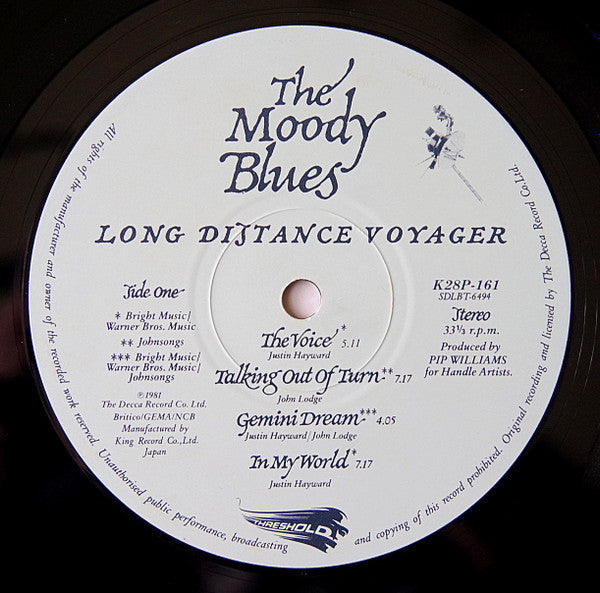 The
Moody
Blues
LONG DISTANCE VOYAGER
Side One
* Bright Music/
Warner Bros. Music
** Johnsongs
*** Bright Music/
Warner Bros. Music/
Johnsongs
℗1981
The Decca Record Co. Ltd.
Britico/GEMA/NCB
Manufactured by
King Record Co.,Ltd.
Japan
The Voice* 5.11
Justin Hayward
Talking Out Of Turn** 7.17
John Lodge
Gemini Dream*** 4.05
Justin Hayward/John Lodge
In My World* 7.17
Justin Hayward
K28P-161
SDLBT-6494
Stereo
33⅓ r.p.m.
Produced by
PIP WILLIAMS
for Handle Artists.
THRESHOLD
All rights of the manufacturer and owner of the recorded work reserved. Unauthorised public performance, broadcasting and copying of this record prohibited. Original recording and licensed by The Decca Record Co.Ltd.